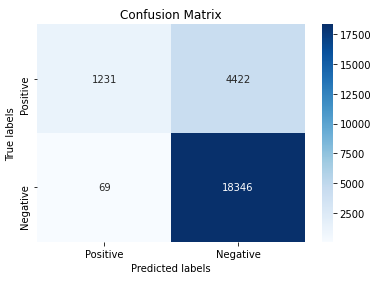 Confusion Matrix
True labels
Positive
Negative
1231 4422
69 18346
Positive Negative
Predicted labels
17500
15000
12500
10000
7500
5000
2500